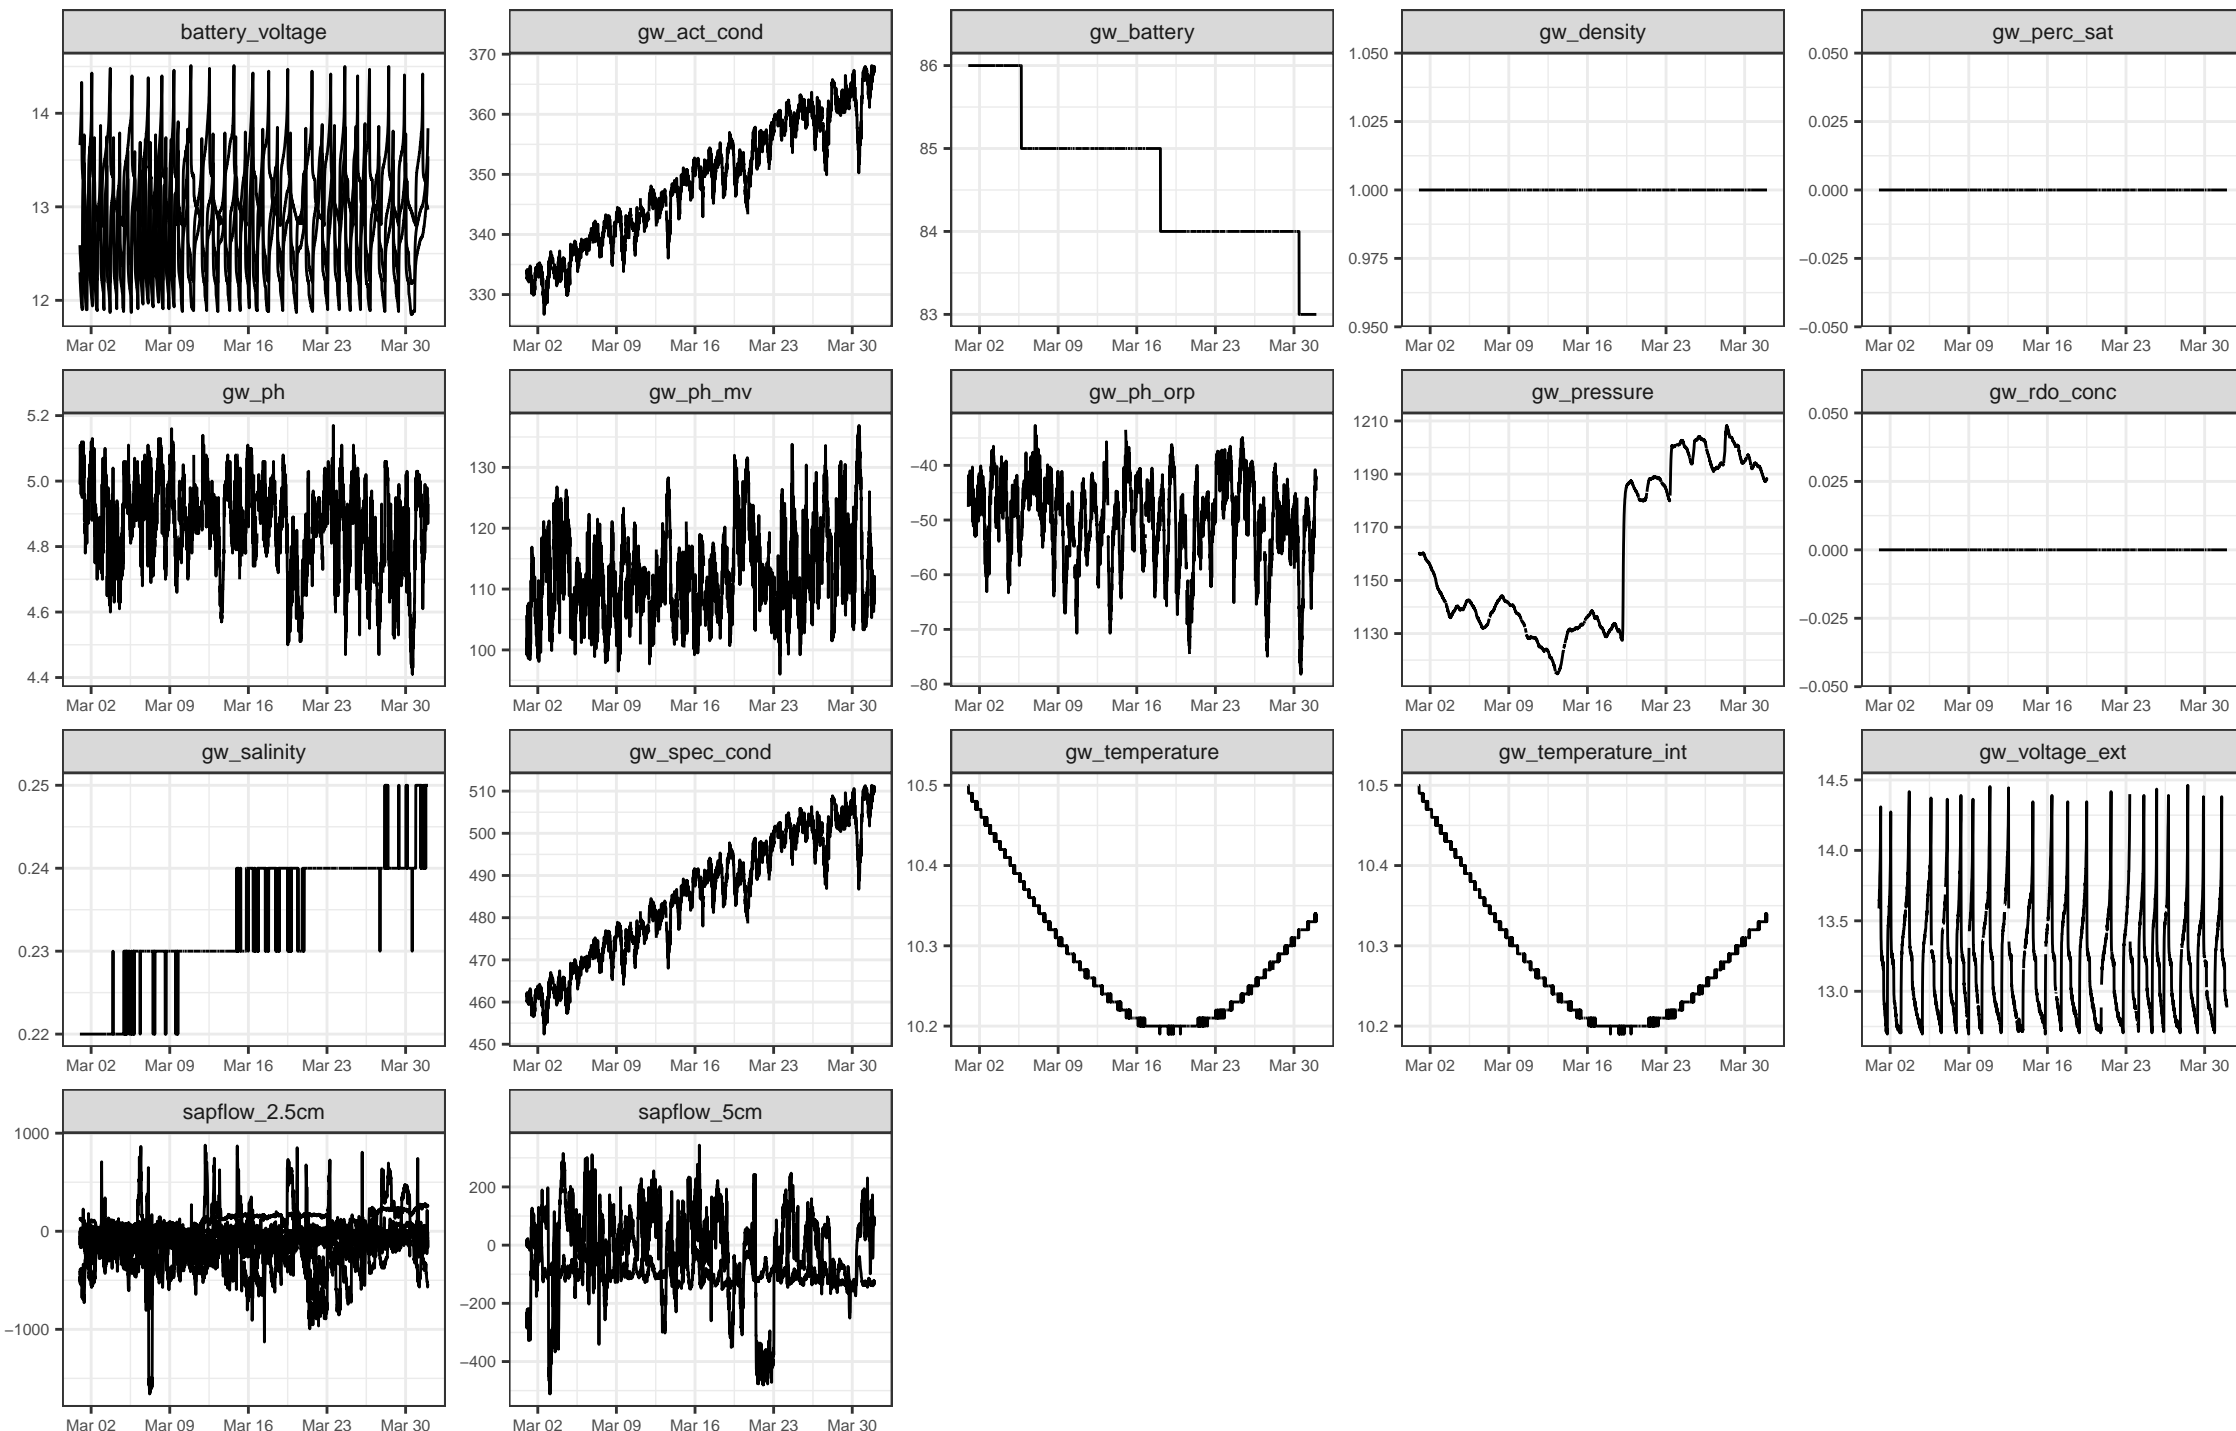 battery_voltage
14
13
12
Mar 02 Mar 09 Mar 16 Mar 23 Mar 30
gw_act_cond
370
360
350
340
330
Mar 02 Mar 09 Mar 16 Mar 23 Mar 30
gw_battery
86
85
84
83
Mar 02 Mar 09 Mar 16 Mar 23 Mar 30
gw_density
1.050
1.025
1.000
0.975
0.950
Mar 02 Mar 09 Mar 16 Mar 23 Mar 30
gw_perc_sat
0.050
0.025
0.000
−0.025
−0.050
Mar 02 Mar 09 Mar 16 Mar 23 Mar 30
gw_ph
5.2
5.0
4.8
4.6
4.4
Mar 02 Mar 09 Mar 16 Mar 23 Mar 30
gw_ph_mv
130
120
110
100
Mar 02 Mar 09 Mar 16 Mar 23 Mar 30
gw_ph_orp
−40
−50
−60
−70
−80
Mar 02 Mar 09 Mar 16 Mar 23 Mar 30
gw_pressure
1210
1190
1170
1150
1130
Mar 02 Mar 09 Mar 16 Mar 23 Mar 30
gw_rdo_conc
0.050
0.025
0.000
−0.025
−0.050
Mar 02 Mar 09 Mar 16 Mar 23 Mar 30
gw_salinity
0.25
0.24
0.23
0.22
Mar 02 Mar 09 Mar 16 Mar 23 Mar 30
gw_spec_cond
510
500
490
480
470
460
450
Mar 02 Mar 09 Mar 16 Mar 23 Mar 30
gw_temperature
10.5
10.4
10.3
10.2
Mar 02 Mar 09 Mar 16 Mar 23 Mar 30
gw_temperature_int
10.5
10.4
10.3
10.2
Mar 02 Mar 09 Mar 16 Mar 23 Mar 30
gw_voltage_ext
14.5
14.0
13.5
13.0
Mar 02 Mar 09 Mar 16 Mar 23 Mar 30
sapflow_2.5cm
1000
0
−1000
Mar 02 Mar 09 Mar 16 Mar 23 Mar 30
sapflow_5cm
200
0
−200
−400
Mar 02 Mar 09 Mar 16 Mar 23 Mar 30